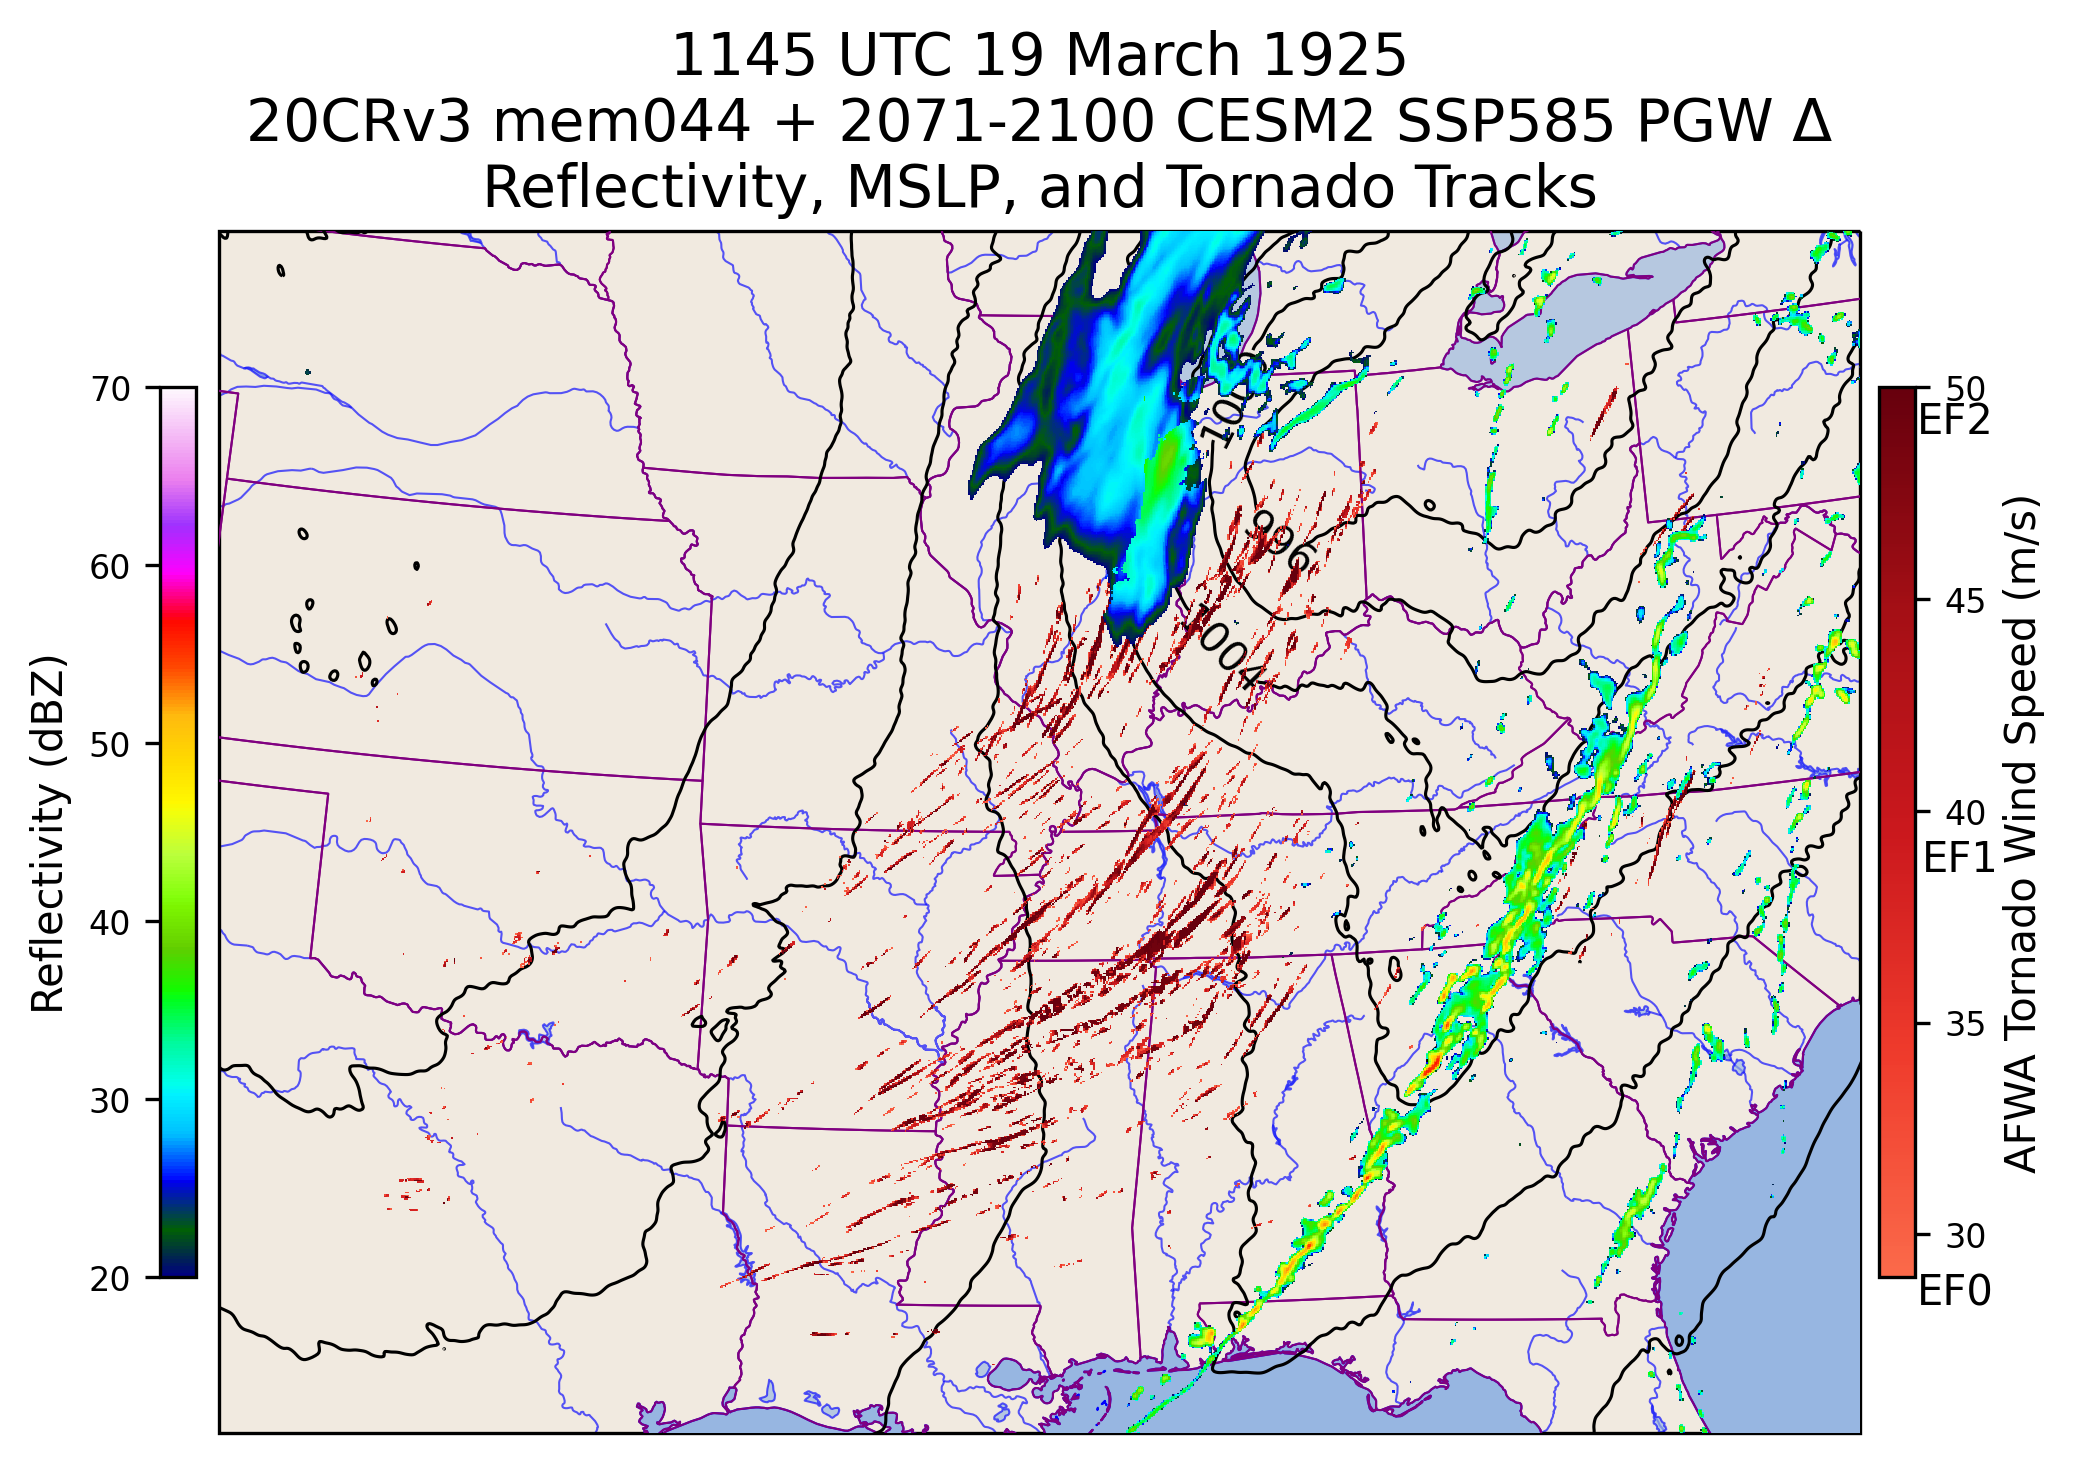 1145 UTC 19 March 1925
20CRv3 mem044 + 2071-2100 CESM2 SSP585 PGW Δ
Reflectivity, MSLP, and Tornado Tracks
70
60
50
40
30
20
Reflectivity (dBZ)
996
1004
50
EF2
45
40
EF1
35
30
EF0
AFWA Tornado Wind Speed (m/s)